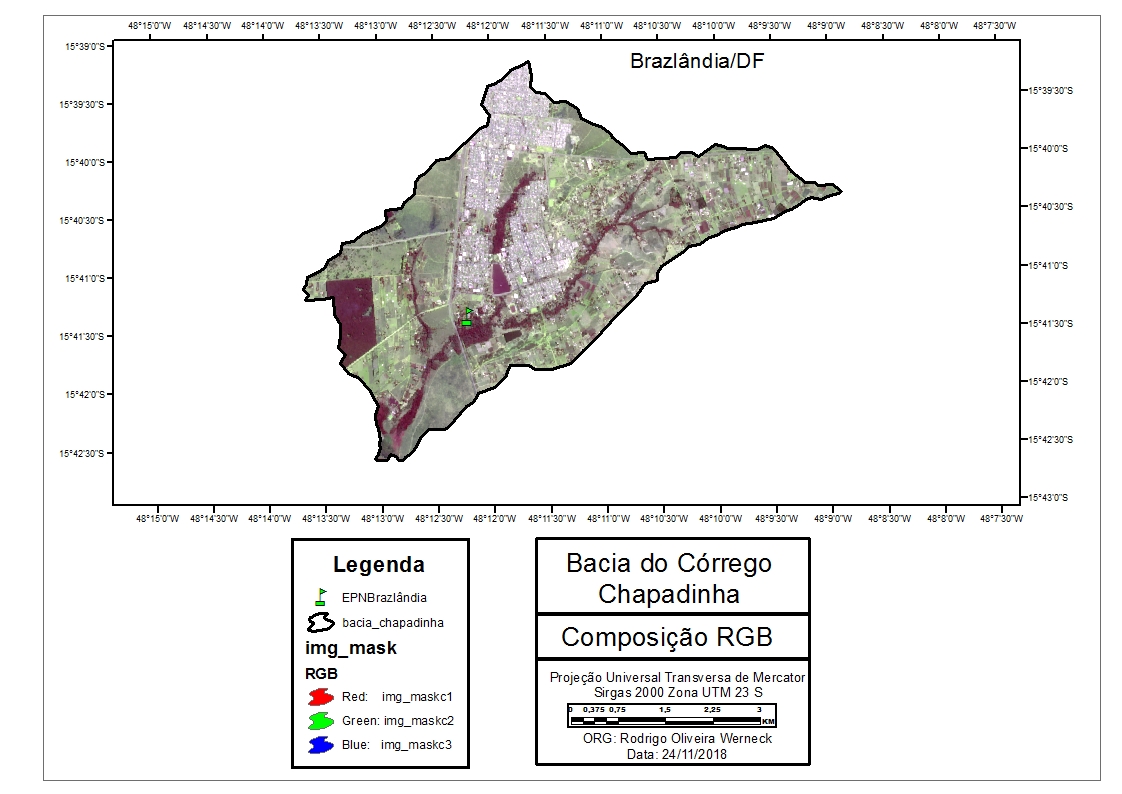 48°15'0"W 48°14'30"W 48°14'0"W 48°13'30"W 48°13'0"W 48°12'30"W 48°12'0"W 48°11'30"W 48°11'0"W 48°10'30"W 48°10'0"W 48°9'30"W 48°9'0"W 48°8'30"W 48°8'0"W 48°7'30"W
15°39'0"S
Brazlândia/DF
15°39'30"S 15°39'30"S
15°40'0"S 15°40'0"S
15°40'30"S 15°40'30"S
15°41'0"S 15°41'0"S
15°41'30"S 15°41'30"S
15°42'0"S 15°42'0"S
15°42'30"S 15°42'30"S
15°43'0"S
48°15'0"W 48°14'30"W 48°14'0"W 48°13'30"W 48°13'0"W 48°12'30"W 48°12'0"W 48°11'30"W 48°11'0"W 48°10'30"W 48°10'0"W 48°9'30"W 48°9'0"W 48°8'30"W 48°8'0"W 48°7'30"W
Legenda
EPNBrazlândia
bacia_chapadinha
img_mask
RGB
Red: img_maskc1
Green: img_maskc2
Blue: img_maskc3
Bacia do Córrego
Chapadinha
Composição RGB
Projeção Universal Transversa de Mercator
Sirgas 2000 Zona UTM 23 S
0 0,375 0,75 1,5 2,25 3
KM
ORG: Rodrigo Oliveira Werneck
Data: 24/11/2018